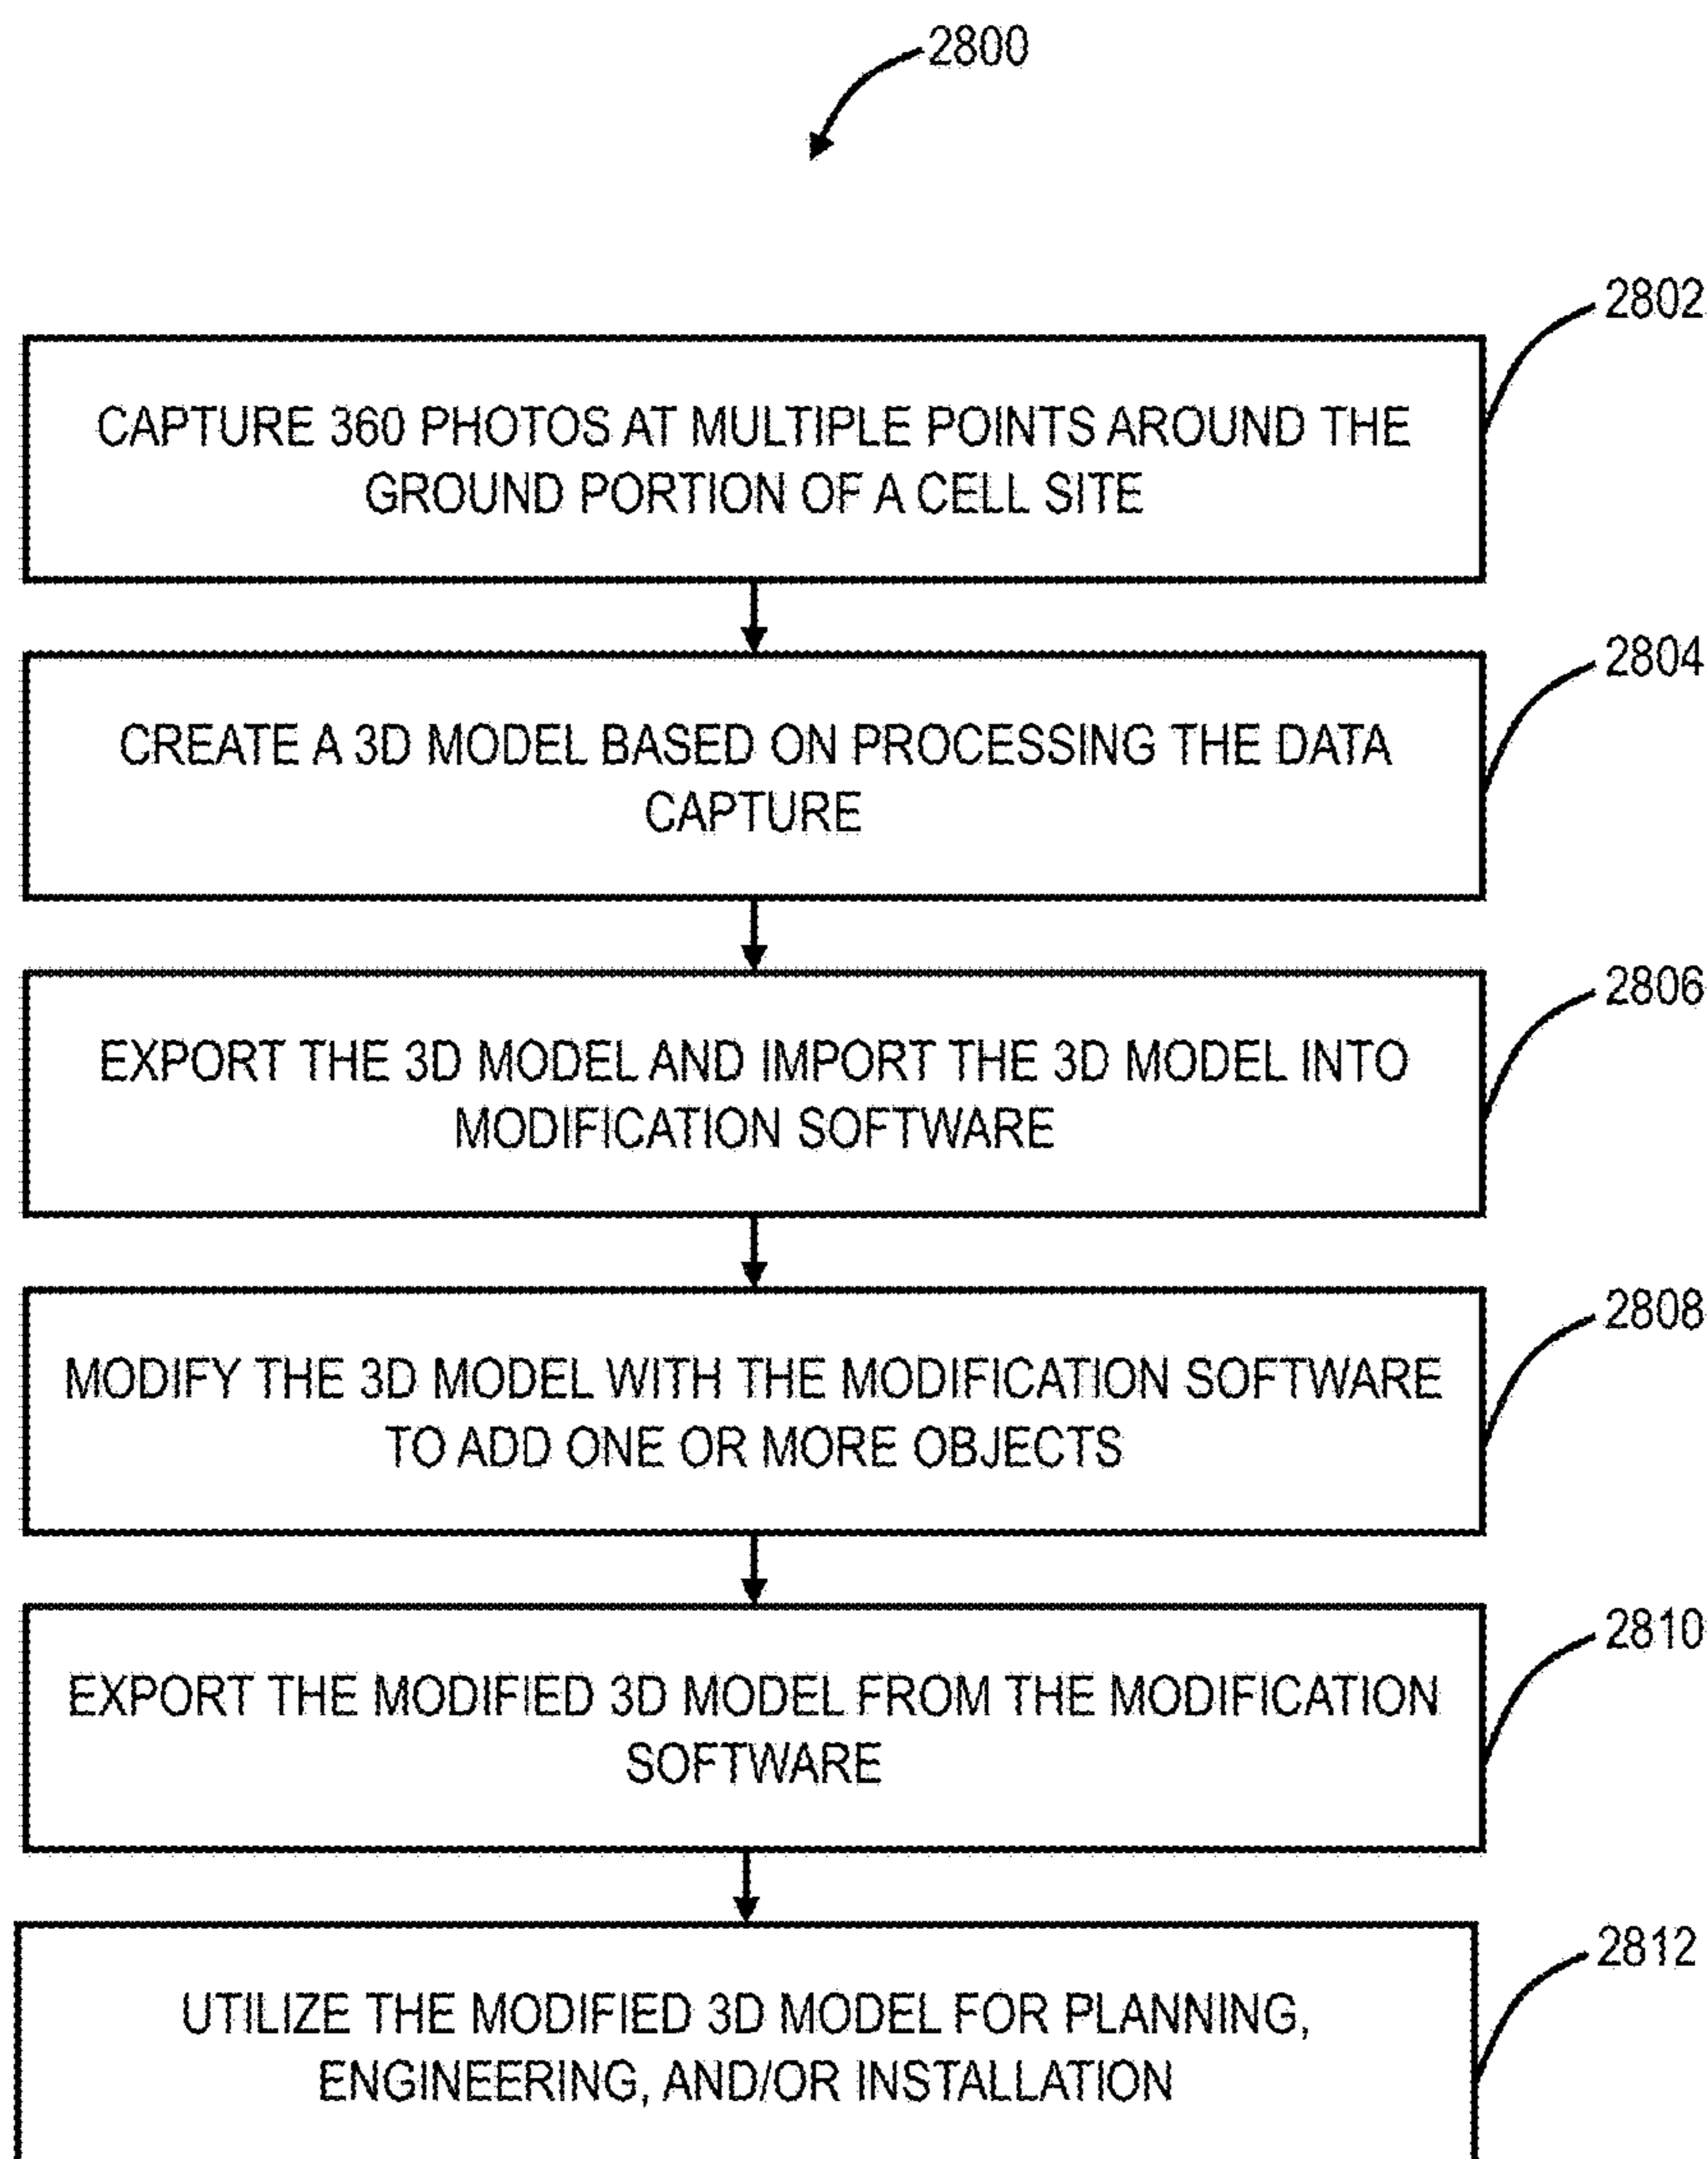 2800
2802
CAPTURE 360 PHOTOS AT MULTIPLE POINTS AROUND THE
GROUND PORTION OF A CELL SITE
2804
CREATE A 3D MODEL BASED ON PROCESSING THE DATA
CAPTURE
2806
EXPORT THE 3D MODEL AND IMPORT THE 3D MODEL INTO
MODIFICATION SOFTWARE
2808
MODIFY THE 3D MODEL WITH THE MODIFICATION SOFTWARE
TO ADD ONE OR MORE OBJECTS
2810
EXPORT THE MODIFIED 3D MODEL FROM THE MODIFICATION
SOFTWARE
2812
UTILIZE THE MODIFIED 3D MODEL FOR PLANNING,
ENGINEERING, AND/OR INSTALLATION